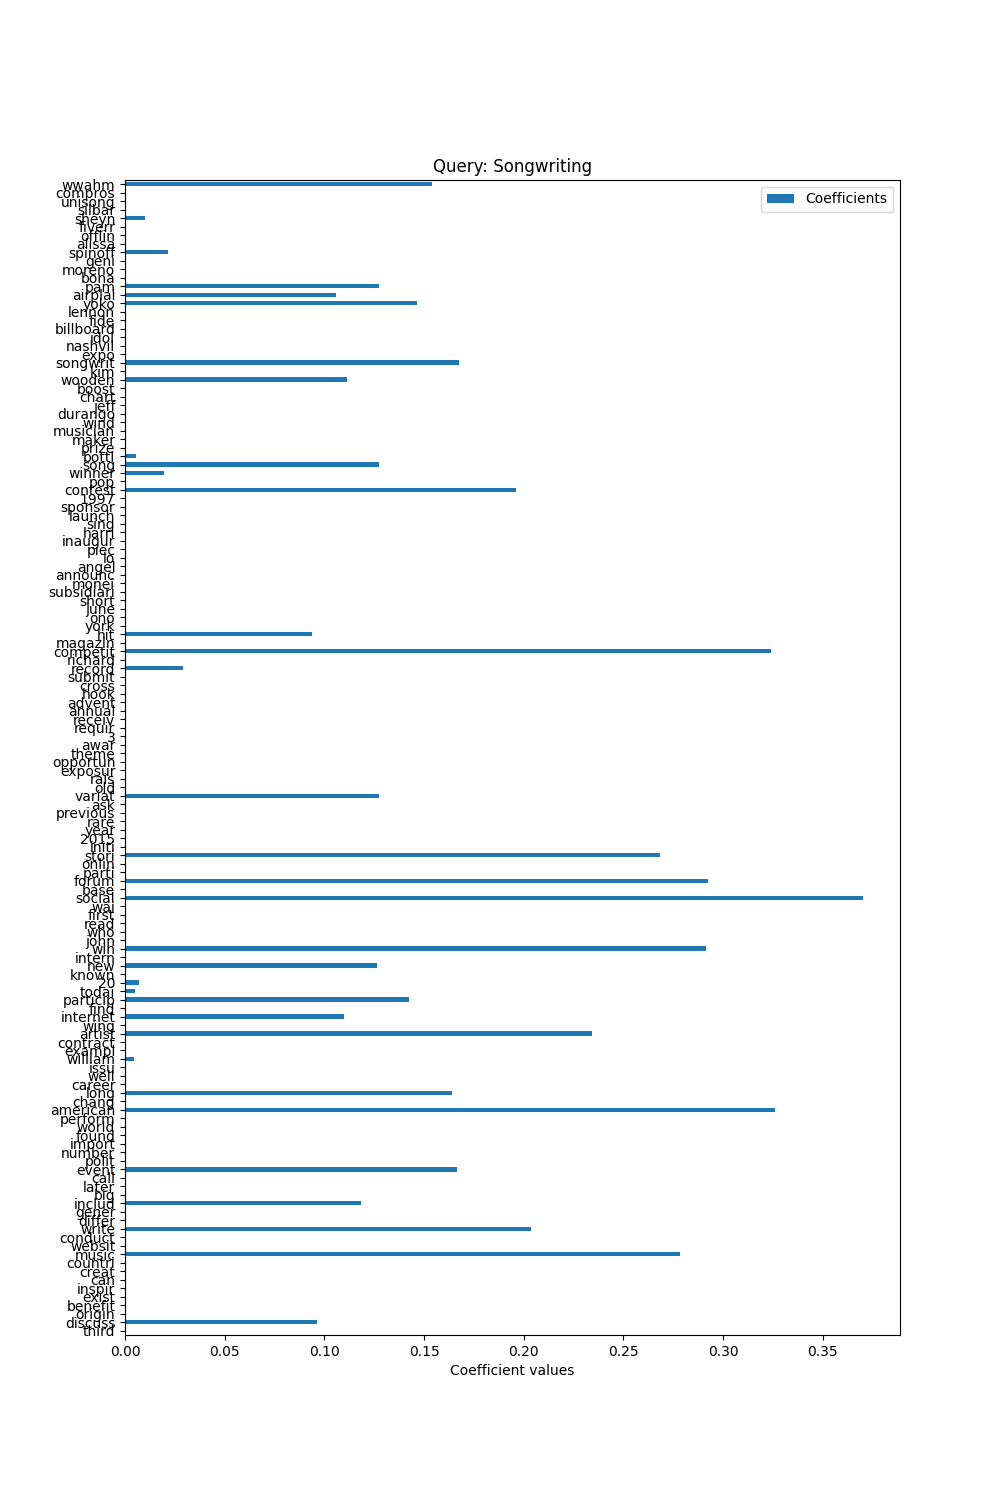 Query: Songwriting
Coefficients
wwahm
compros
unisong
silbar
shevn
fiverr
offlin
alissa
spinoff
geni
moreno
bona
pam
airplai
yoko
lennon
fide
billboard
idol
nashvil
expo
songwrit
kim
wooden
boost
chart
jeff
durango
wind
musician
maker
prize
botti
song
winner
pop
contest
1997
sponsor
launch
sing
harri
inaugur
piec
lo
angel
announc
monei
subsidiari
short
june
ono
york
hit
magazin
competit
richard
record
submit
cross
hook
advent
annual
receiv
requir
3
awar
theme
opportun
exposur
rais
old
variat
ask
previous
rare
year
2015
initi
stori
onlin
parti
forum
base
social
wai
first
read
who
john
win
intern
new
known
20
todai
particip
find
internet
wing
artist
contract
exampl
william
issu
well
career
long
chang
american
perform
world
found
import
number
polit
event
call
later
big
includ
gener
differ
write
conduct
websit
music
countri
creat
can
inspir
exist
benefit
origin
discuss
third
0.00 0.05 0.10 0.15 0.20 0.25 0.30 0.35
Coefficient values